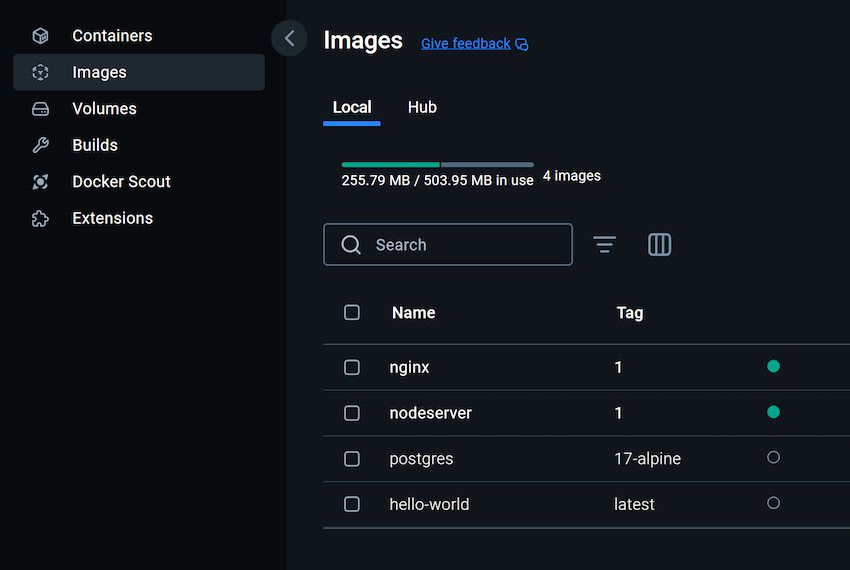 Containers
Images
Volumes
Builds
Docker Scout
Extensions
Images Give feedback
Local Hub
255.79 MB / 503.95 MB in use 4 images
Search
Name Tag
nginx 1
nodeserver 1
postgres 17-alpine
hello-world latest